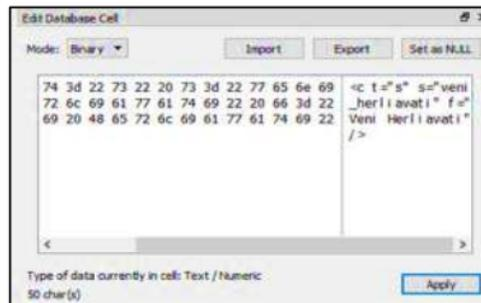 Edit Database Cell
Mode: Binary Import Export Set as NULL
74 3d 22 73 22 20 73 3d 22 77 65 6e 69 <c t="s" s="weni
72 6c 69 61 77 61 74 69 22 20 66 3d 22 _herliawati" f="
69 20 48 65 72 6c 69 61 77 61 74 69 22 Weni Herliawati"
/>
Type of data currently in cell: Text / Numeric
50 char(s)
Apply